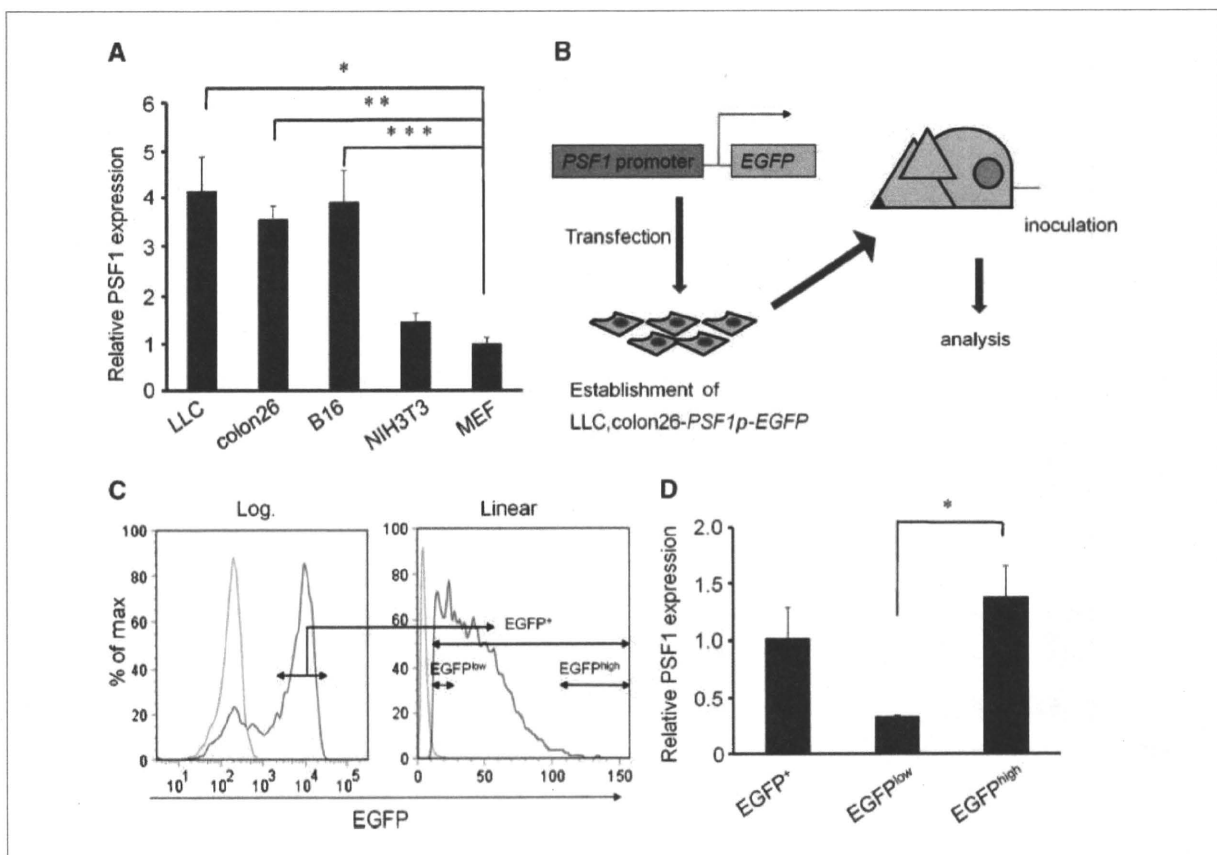 A
*
**
***
6
5
4
3
2
1
0
Relative PSF1 expression
LLC
colon26
B16
NIH3T3
MEF
B
PSF1 promoter
EGFP
Transfection
inoculation
analysis
Establishment of
LLC,colon26-PSF1p-EGFP
C
Log.
Linear
100
80
60
40
20
0
% of max
10¹ 10² 10³ 10⁴ 10⁵
100
80
60
40
20
0
0 50 100 150
EGFP⁺
EGFPˡᵒʷ
EGFPʰⁱᵍʰ
EGFP
D
*
2.0
1.5
1.0
0.5
0
Relative PSF1 expression
EGFP⁺
EGFPˡᵒʷ
EGFPʰⁱᵍʰ